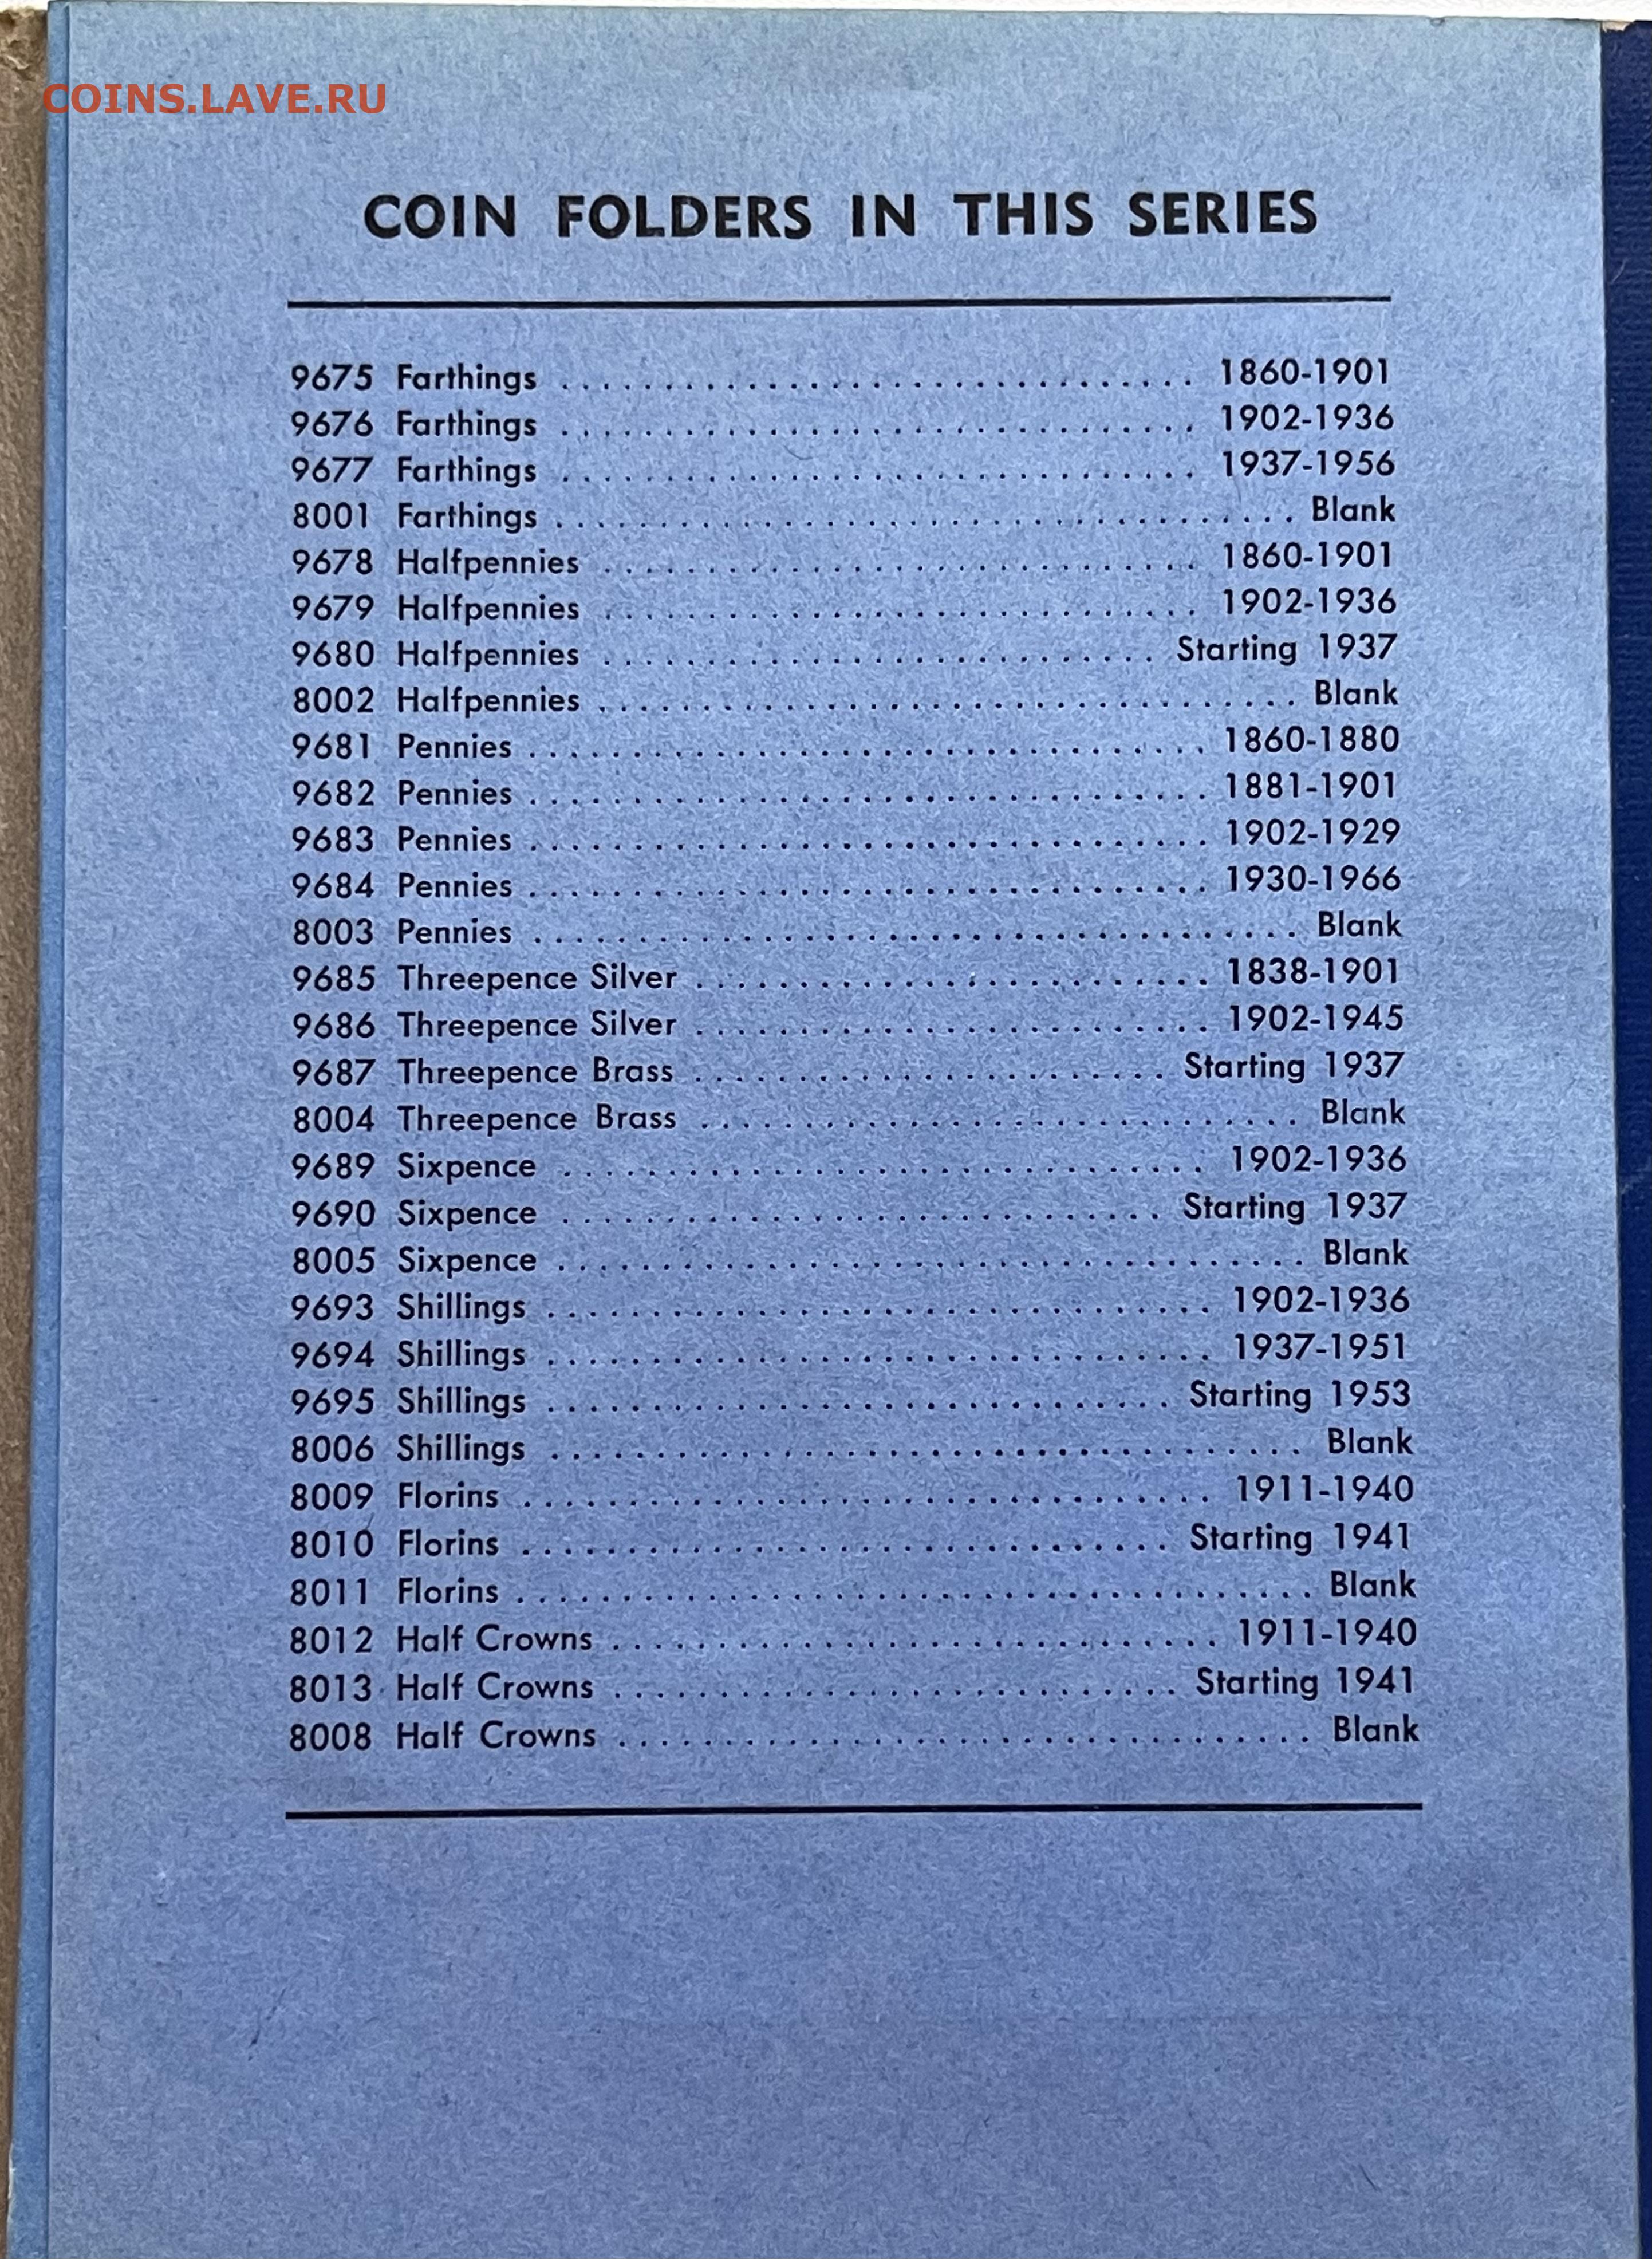 COINS.LAVE.RU
COIN FOLDERS IN THIS SERIES
9675 Farthings .............................. 1860-1901
9676 Farthings .............................. 1902-1936
9677 Farthings .............................. 1937-1956
8001 Farthings .............................. Blank
9678 Halfpennies .............................. 1860-1901
9679 Halfpennies .............................. 1902-1936
9680 Halfpennies .............................. Starting 1937
8002 Halfpennies .............................. Blank
9681 Pennies .............................. 1860-1880
9682 Pennies .............................. 1881-1901
9683 Pennies .............................. 1902-1929
9684 Pennies .............................. 1930-1966
8003 Pennies .............................. Blank
9685 Threepence Silver .............................. 1838-1901
9686 Threepence Silver .............................. 1902-1945
9687 Threepence Brass .............................. Starting 1937
8004 Threepence Brass .............................. Blank
9689 Sixpence .............................. 1902-1936
9690 Sixpence .............................. Starting 1937
8005 Sixpence .............................. Blank
9693 Shillings .............................. 1902-1936
9694 Shillings .............................. 1937-1951
9695 Shillings .............................. Starting 1953
8006 Shillings .............................. Blank
8009 Florins .............................. 1911-1940
8010 Florins .............................. Starting 1941
8011 Florins .............................. Blank
8012 Half Crowns .............................. 1911-1940
8013 Half Crowns .............................. Starting 1941
8008 Half Crowns .............................. Blank